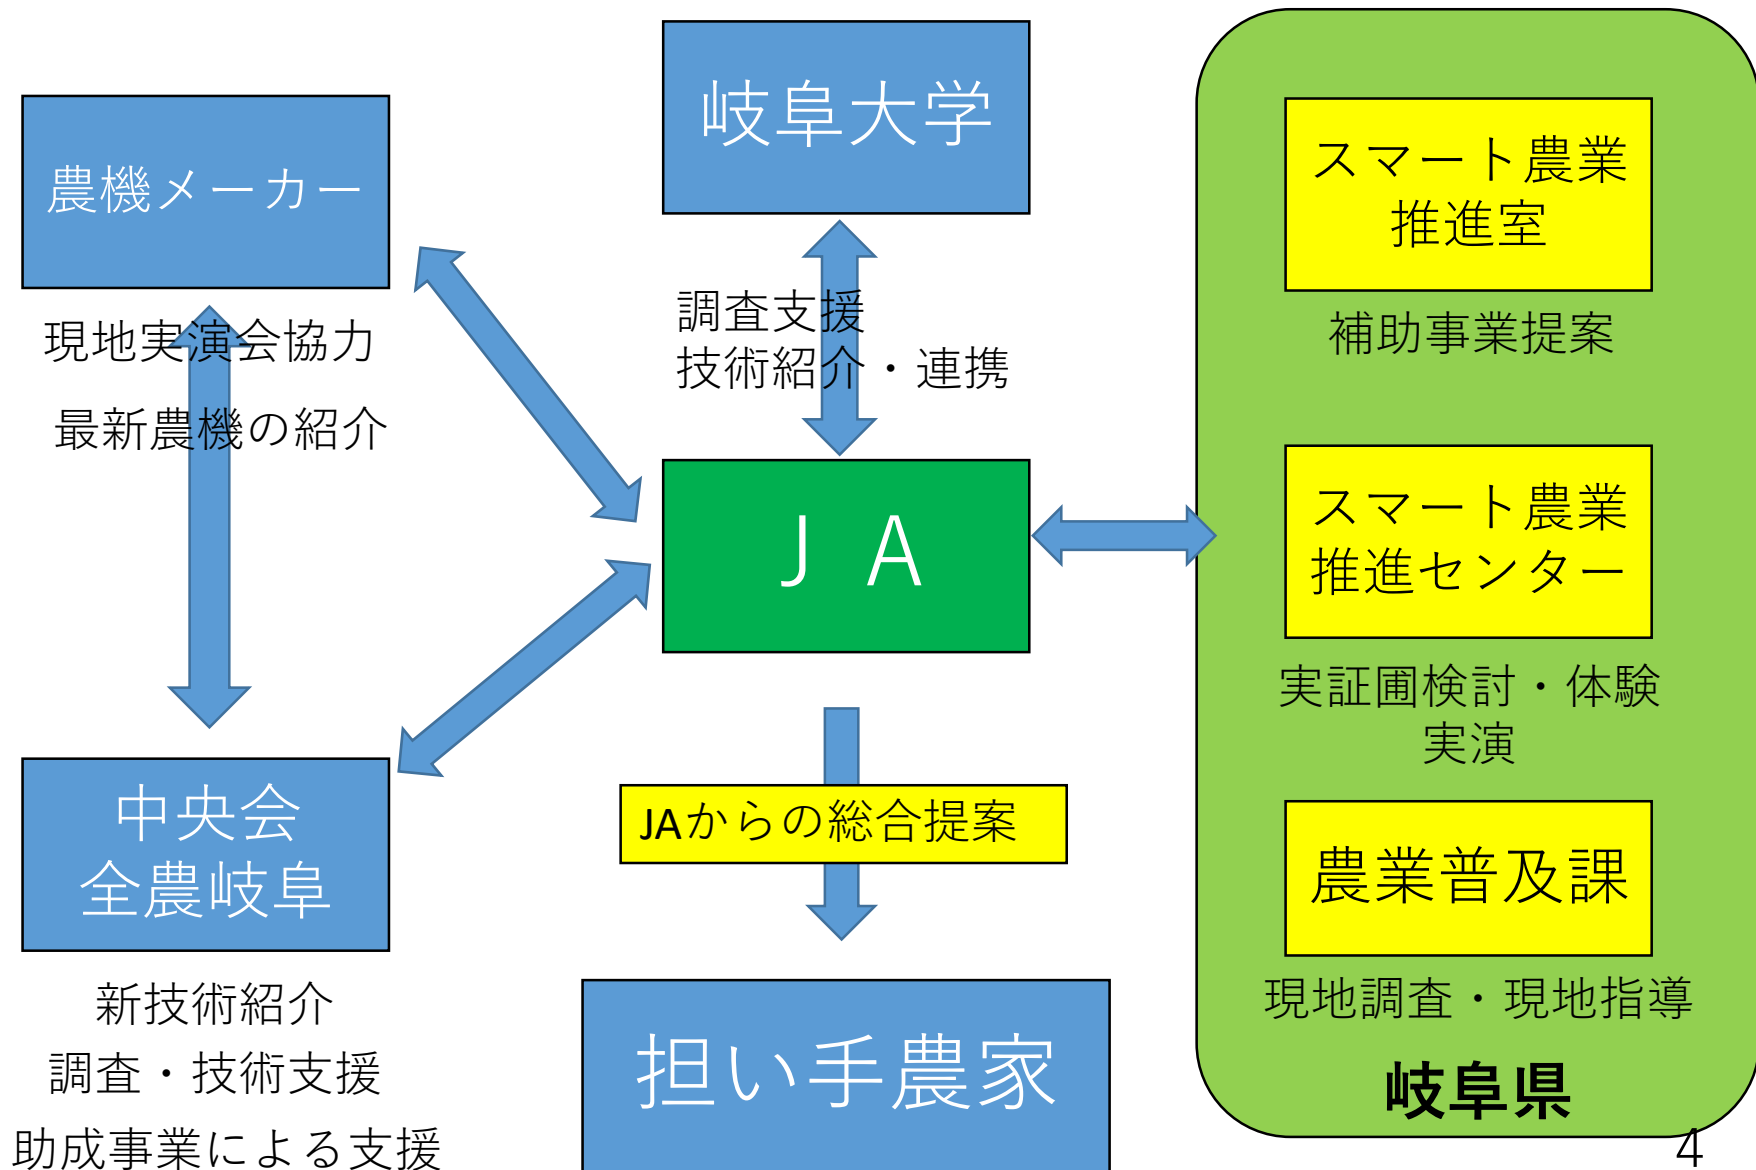 農機メーカー
現地実演会協力
最新農機の紹介
中央会
全農岐阜
新技術紹介
調査・技術支援
助成事業による支援
岐阜大学
調査支援
技術紹介・連携
ＪＡ
JAからの総合提案
担い手農家
スマート農業
推進室
補助事業提案
スマート農業
推進センター
実証圃検討・体験
実演
農業普及課
現地調査・現地指導
岐阜県
4